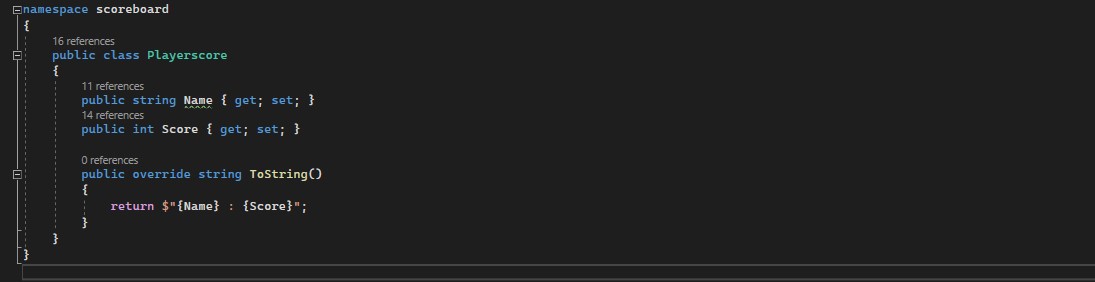 namespace scoreboard
{
16 references
public class Playerscore
{
11 references
public string Name { get; set; }
14 references
public int Score { get; set; }
0 references
public override string ToString()
{
return $"{Name} : {Score}";
}
}
}